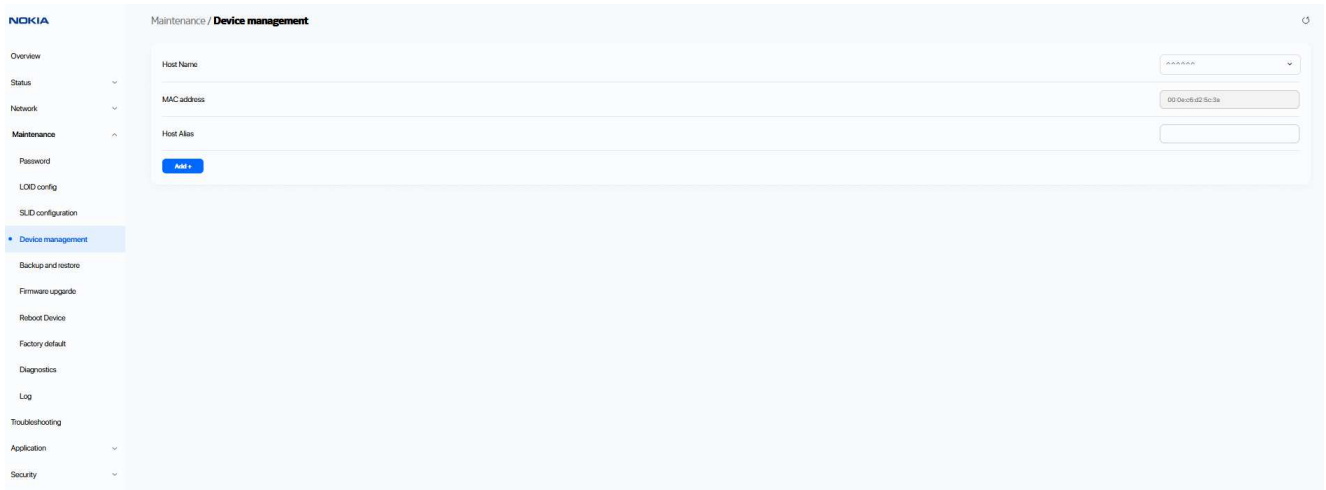 NOKIA
Maintenance / Device management
Overview
Status
Network
Maintenance
Password
LOID config
SLID configuration
Device management
Backup and restore
Firmware upgarde
Reboot Device
Factory default
Diagnostics
Log
Troubleshooting
Application
Security
Host Name
^^^^^^
MAC address
00:0e:c6:d2:5c:3a
Host Alias
Add +